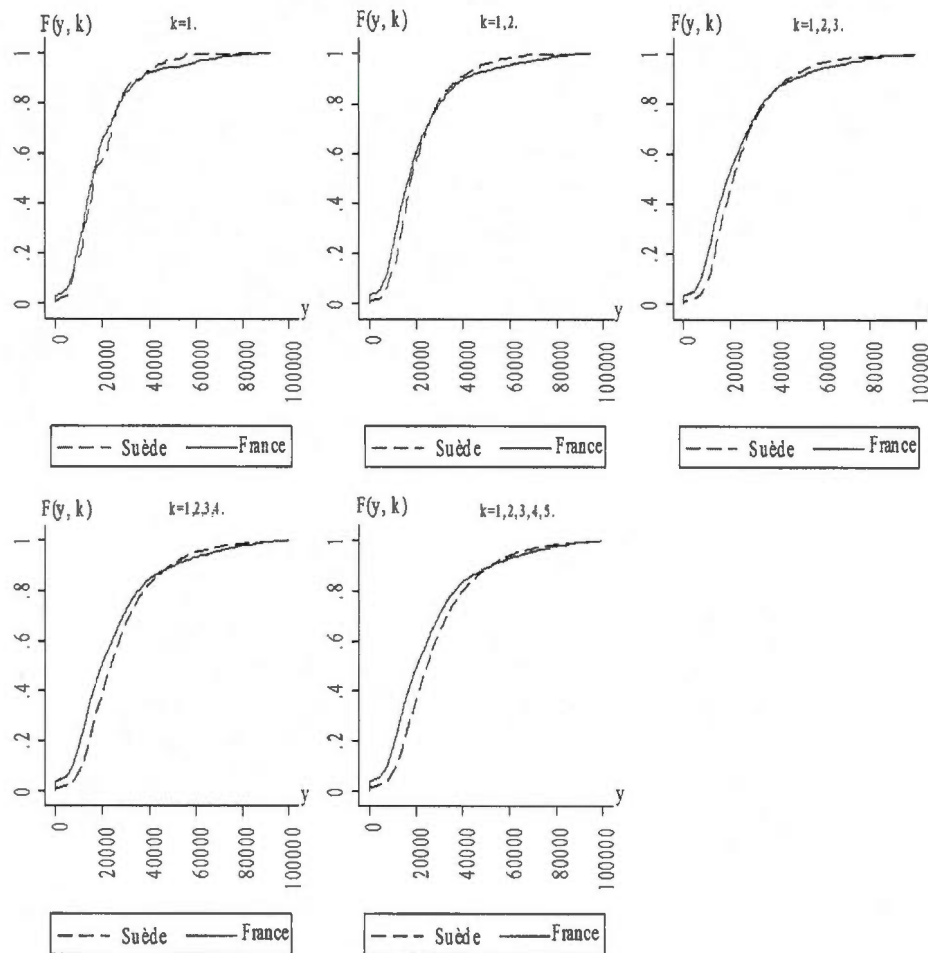 F(y, k) k=1.
1
.8
.6
.4
.2
0
y
0 20000 40000 60000 80000 100000
Suède France
F(y, k) k=1,2.
1
.8
.6
.4
.2
0
y
0 20000 40000 60000 80000 100000
Suède France
F(y, k) k=1,2,3.
1
.8
.6
.4
.2
0
y
0 20000 40000 60000 80000 100000
Suède France
F(y, k) k=1,2,3,4.
1
.8
.6
.4
.2
0
y
0 20000 40000 60000 80000 100000
Suède France
F(y, k) k=1,2,3,4,5.
1
.8
.6
.4
.2
0
y
0 20000 40000 60000 80000 100000
Suède France